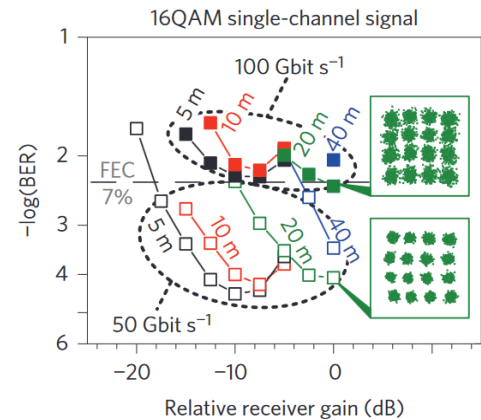 16QAM single-channel signal
1
100 Gbit s⁻¹
5 m
10 m
20 m
40 m
2
FEC
7%
−log(BER)
3
5 m
10 m
20 m
40 m
4
50 Gbit s⁻¹
6
−20
−10
0
Relative receiver gain (dB)